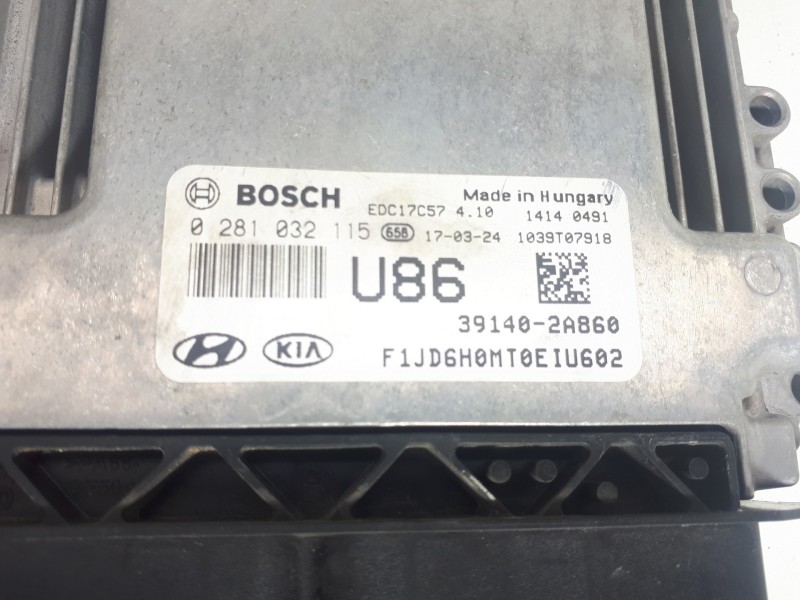 BOSCH
Made in Hungary
EDC17C57 4.10 1414 0491
0 281 032 115 658 17-03-24 1039T07918
U86
39140-2A860
KIA
F1JD6H0MT0EIU602